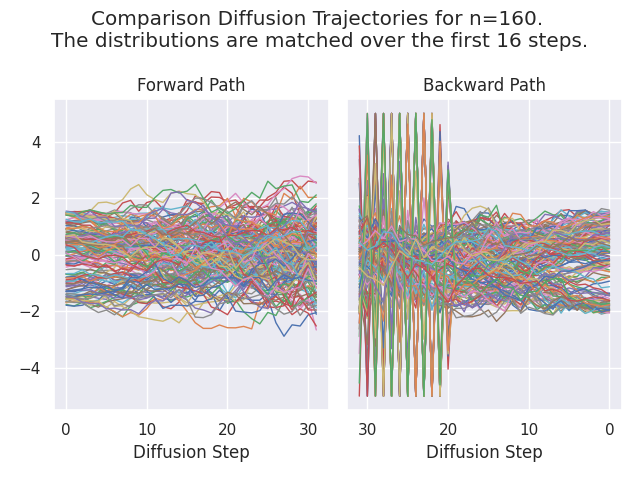 Comparison Diffusion Trajectories for n=160.
The distributions are matched over the first 16 steps.
Forward Path
Backward Path
4
2
0
−2
−4
0 10 20 30
30 20 10 0
Diffusion Step
Diffusion Step